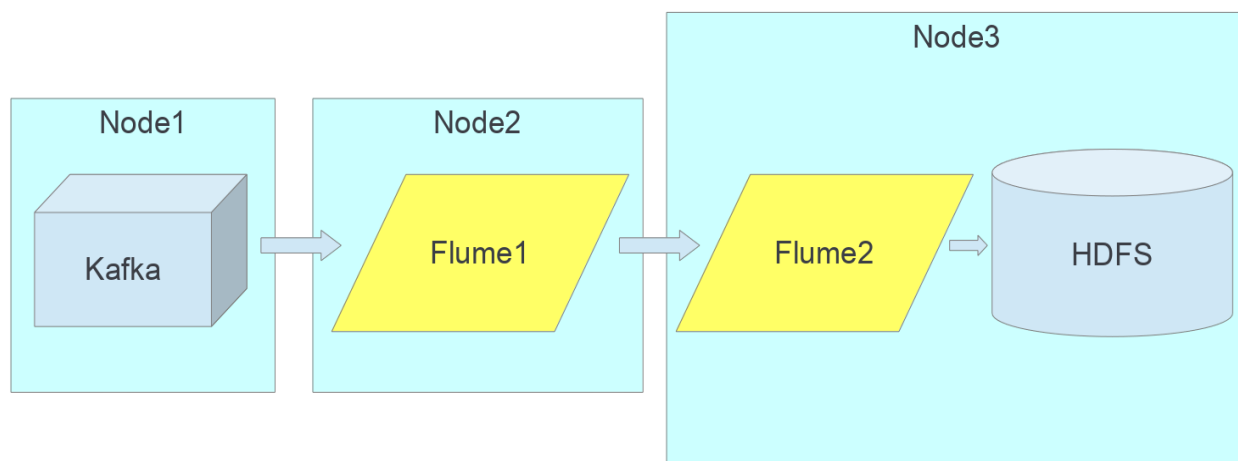 Node1
Kafka
Node2
Flume1
Node3
Flume2
HDFS